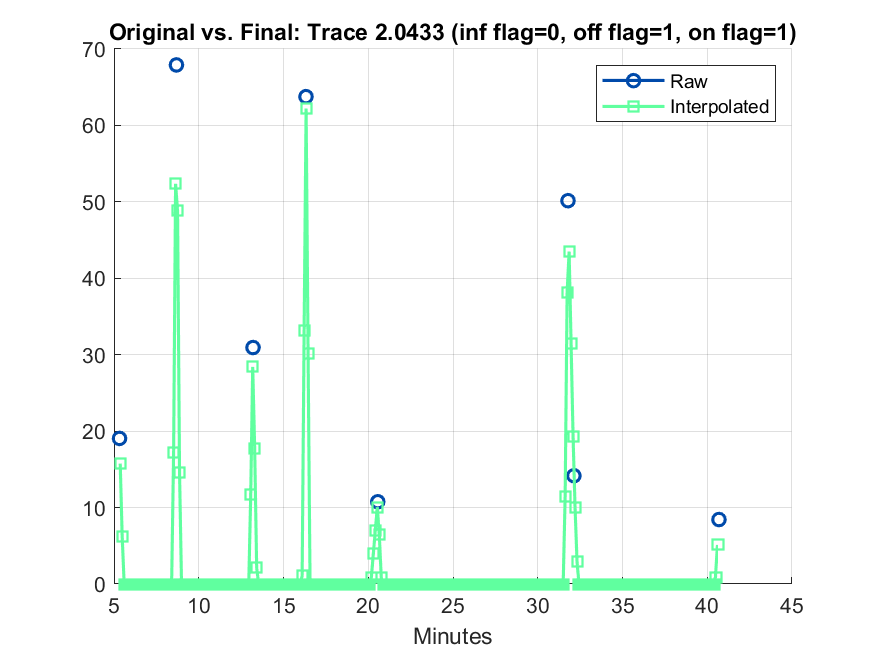 Original vs. Final: Trace 2.0433 (inf flag=0, off flag=1, on flag=1)
70
60
50
40
30
20
10
0
Raw
Interpolated
5 10 15 20 25 30 35 40 45
Minutes